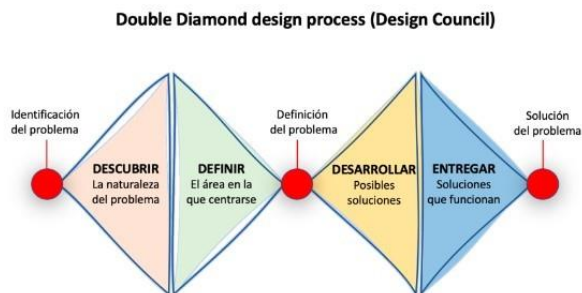 Double Diamond design process (Design Council)
Identificación
del problema
Definición
del problema
Solución
del problema
DESCUBRIR
La naturaleza
del problema
DEFINIR
El área en la
que centrarse
DESARROLLAR
Posibles
soluciones
ENTREGAR
Soluciones
que funcionan